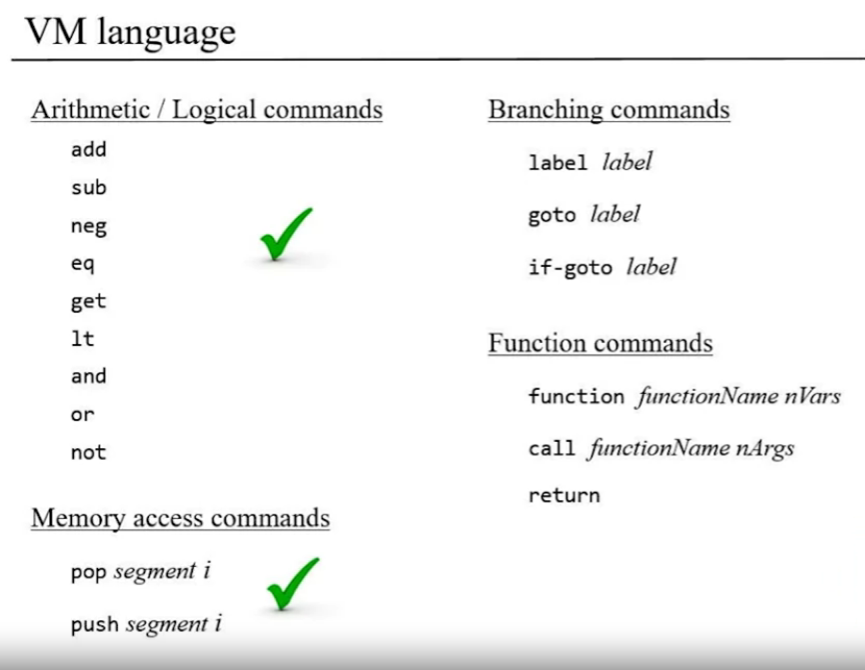 VM language
Arithmetic / Logical commands
add
sub
neg
eq
get
lt
and
or
not
Memory access commands
pop segment i
push segment i
Branching commands
label label
goto label
if-goto label
Function commands
function functionName nVars
call functionName nArgs
return